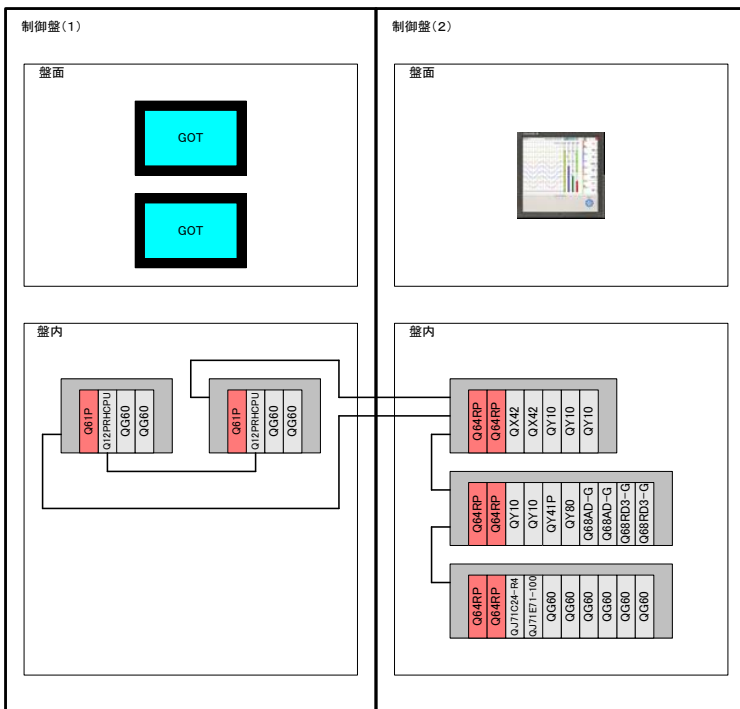 制御盤(1)
制御盤(2)
盤面
GOT
GOT
盤面
盤内
Q61P
Q12PRHCPU
QG60
QG60
Q61P
Q12PRHCPU
QG60
QG60
盤内
Q64RP
Q64RP
QX42
QX42
QY10
QY10
QY10
Q64RP
Q64RP
QY10
QY10
QY41P
QY80
Q68AD-G
Q68AD-G
Q68RD3-G
Q68RD3-G
Q64RP
Q64RP
QJ71C24-R4
QJ71E71-100
QG60
QG60
QG60
QG60
QG60
QG60